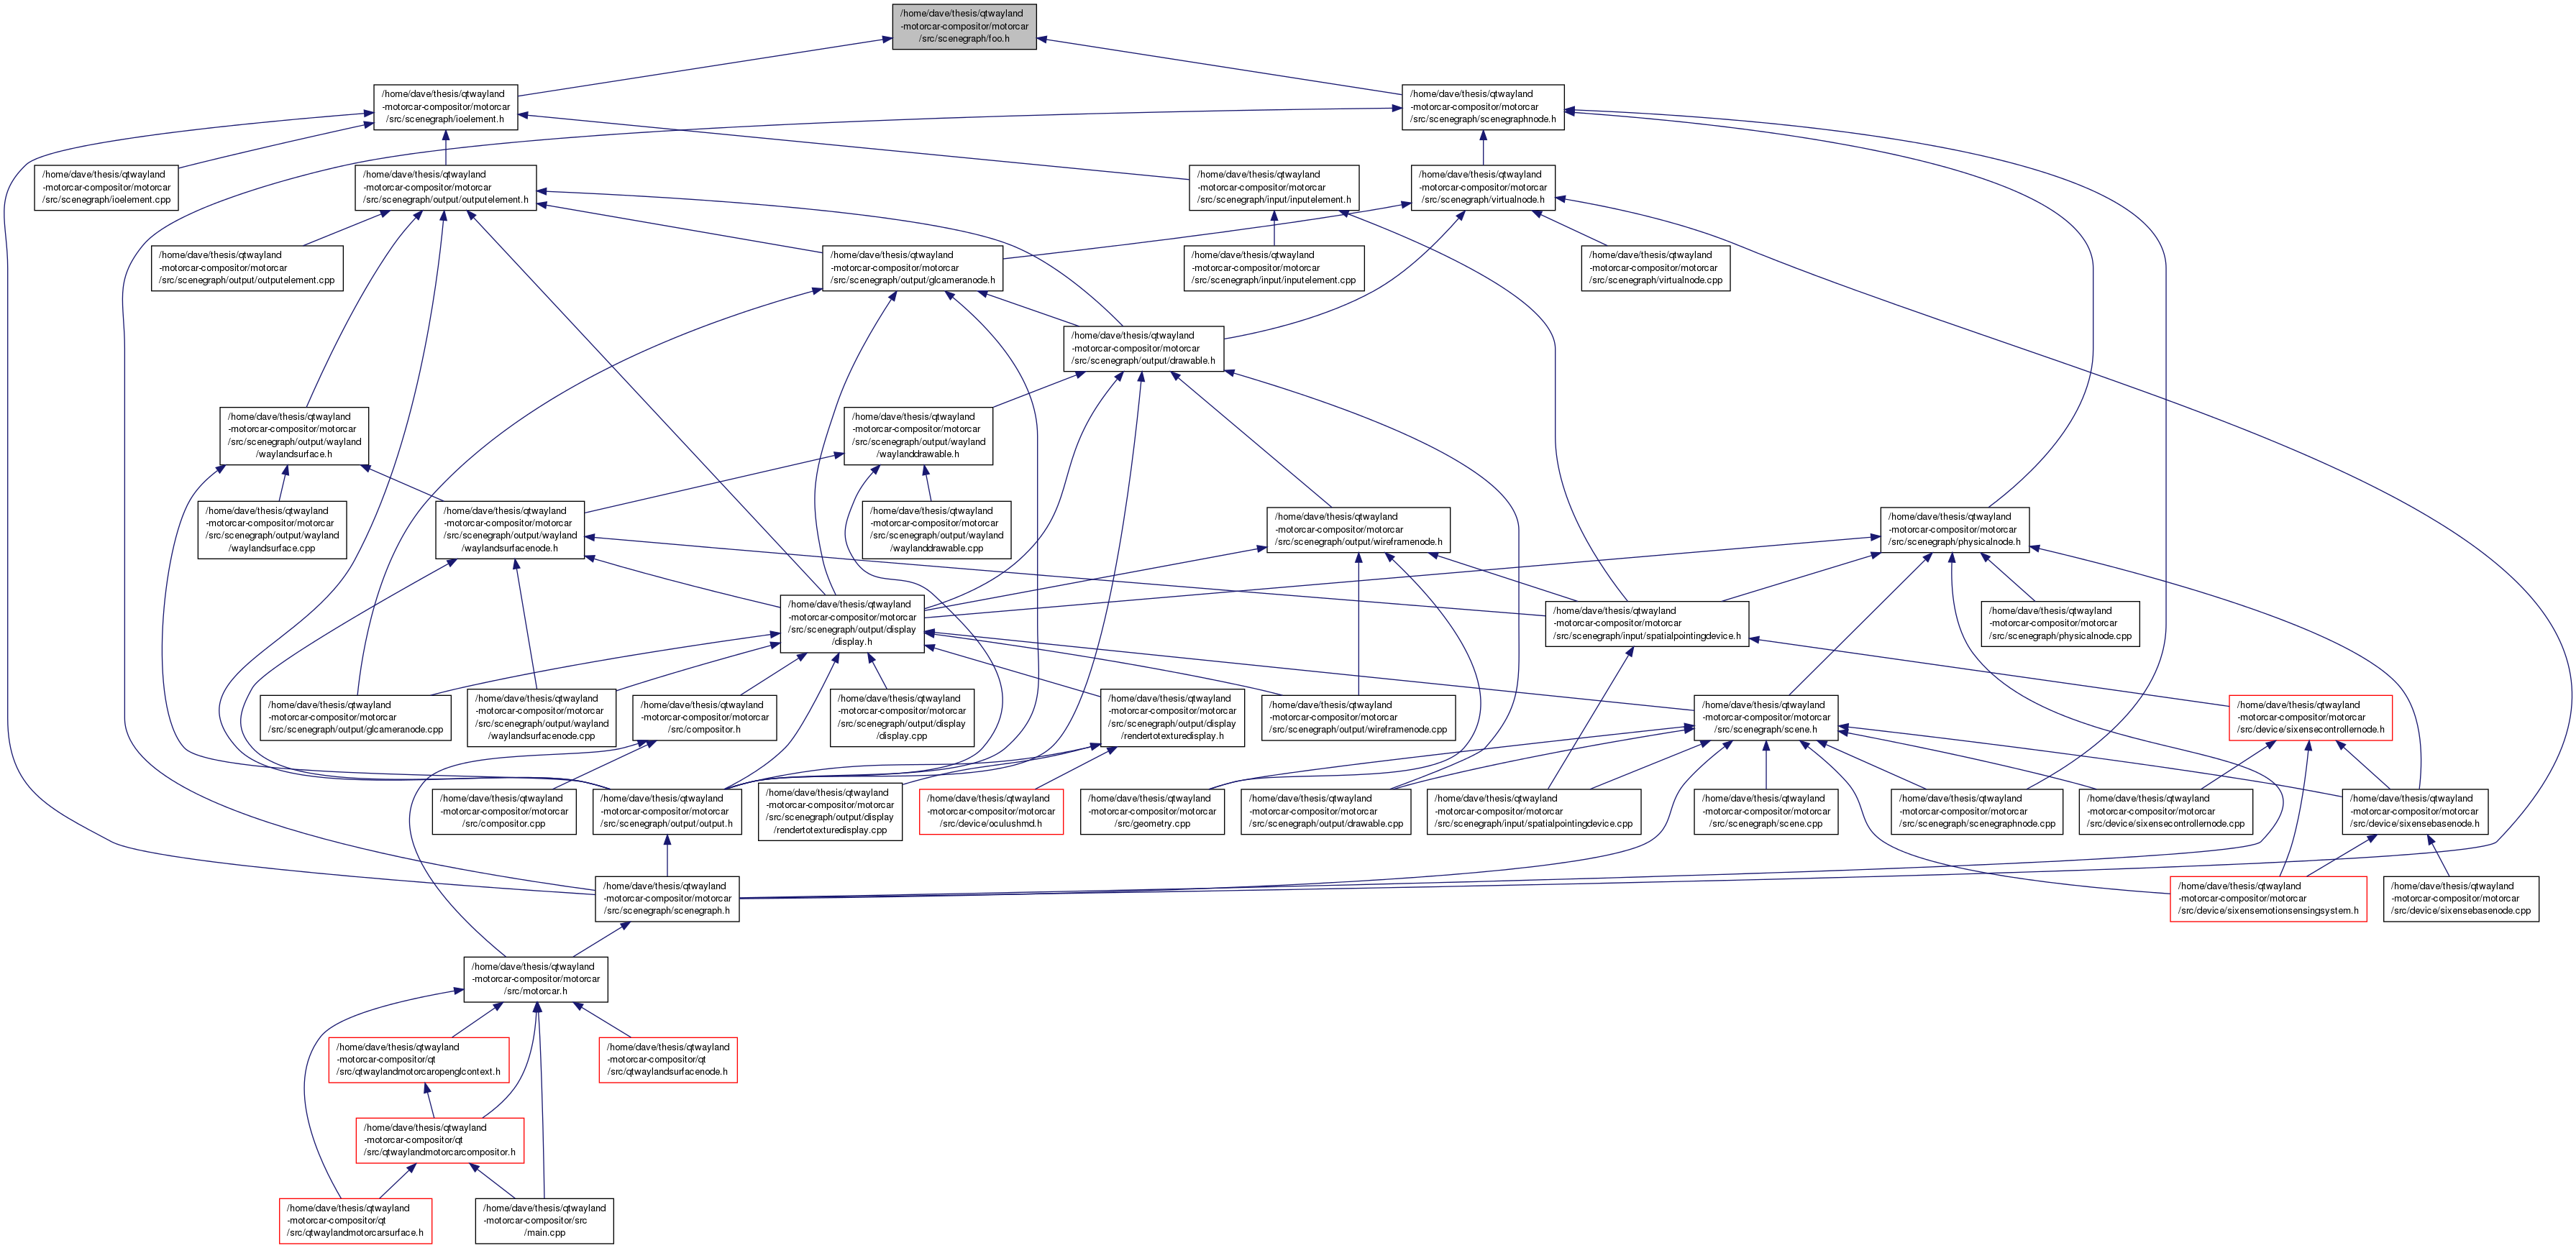 /home/dave/thesis/qtwayland
-motorcar-compositor/motorcar
/src/scenegraph/foo.h
/home/dave/thesis/qtwayland
-motorcar-compositor/motorcar
/src/scenegraph/ioelement.h
/home/dave/thesis/qtwayland
-motorcar-compositor/motorcar
/src/scenegraph/scenegraphnode.h
/home/dave/thesis/qtwayland
-motorcar-compositor/motorcar
/src/scenegraph/ioelement.cpp
/home/dave/thesis/qtwayland
-motorcar-compositor/motorcar
/src/scenegraph/output/outputelement.h
/home/dave/thesis/qtwayland
-motorcar-compositor/motorcar
/src/scenegraph/input/inputelement.h
/home/dave/thesis/qtwayland
-motorcar-compositor/motorcar
/src/scenegraph/virtualnode.h
/home/dave/thesis/qtwayland
-motorcar-compositor/motorcar
/src/scenegraph/output/outputelement.cpp
/home/dave/thesis/qtwayland
-motorcar-compositor/motorcar
/src/scenegraph/output/glcameranode.h
/home/dave/thesis/qtwayland
-motorcar-compositor/motorcar
/src/scenegraph/input/inputelement.cpp
/home/dave/thesis/qtwayland
-motorcar-compositor/motorcar
/src/scenegraph/virtualnode.cpp
/home/dave/thesis/qtwayland
-motorcar-compositor/motorcar
/src/scenegraph/output/drawable.h
/home/dave/thesis/qtwayland
-motorcar-compositor/motorcar
/src/scenegraph/output/wayland
/waylandsurface.h
/home/dave/thesis/qtwayland
-motorcar-compositor/motorcar
/src/scenegraph/output/wayland
/waylanddrawable.h
/home/dave/thesis/qtwayland
-motorcar-compositor/motorcar
/src/scenegraph/output/wayland
/waylandsurface.cpp
/home/dave/thesis/qtwayland
-motorcar-compositor/motorcar
/src/scenegraph/output/wayland
/waylandsurfacenode.h
/home/dave/thesis/qtwayland
-motorcar-compositor/motorcar
/src/scenegraph/output/wayland
/waylanddrawable.cpp
/home/dave/thesis/qtwayland
-motorcar-compositor/motorcar
/src/scenegraph/output/wireframenode.h
/home/dave/thesis/qtwayland
-motorcar-compositor/motorcar
/src/scenegraph/physicalnode.h
/home/dave/thesis/qtwayland
-motorcar-compositor/motorcar
/src/scenegraph/output/display
/display.h
/home/dave/thesis/qtwayland
-motorcar-compositor/motorcar
/src/scenegraph/input/spatialpointingdevice.h
/home/dave/thesis/qtwayland
-motorcar-compositor/motorcar
/src/scenegraph/physicalnode.cpp
/home/dave/thesis/qtwayland
-motorcar-compositor/motorcar
/src/scenegraph/output/glcameranode.cpp
/home/dave/thesis/qtwayland
-motorcar-compositor/motorcar
/src/scenegraph/output/wayland
/waylandsurfacenode.cpp
/home/dave/thesis/qtwayland
-motorcar-compositor/motorcar
/src/compositor.h
/home/dave/thesis/qtwayland
-motorcar-compositor/motorcar
/src/scenegraph/output/display
/display.cpp
/home/dave/thesis/qtwayland
-motorcar-compositor/motorcar
/src/scenegraph/output/display
/rendertotexturedisplay.h
/home/dave/thesis/qtwayland
-motorcar-compositor/motorcar
/src/scenegraph/output/wireframenode.cpp
/home/dave/thesis/qtwayland
-motorcar-compositor/motorcar
/src/scenegraph/scene.h
/home/dave/thesis/qtwayland
-motorcar-compositor/motorcar
/src/device/sixensecontrollernode.h
/home/dave/thesis/qtwayland
-motorcar-compositor/motorcar
/src/compositor.cpp
/home/dave/thesis/qtwayland
-motorcar-compositor/motorcar
/src/scenegraph/output/output.h
/home/dave/thesis/qtwayland
-motorcar-compositor/motorcar
/src/scenegraph/output/display
/rendertotexturedisplay.cpp
/home/dave/thesis/qtwayland
-motorcar-compositor/motorcar
/src/device/oculushmd.h
/home/dave/thesis/qtwayland
-motorcar-compositor/motorcar
/src/geometry.cpp
/home/dave/thesis/qtwayland
-motorcar-compositor/motorcar
/src/scenegraph/output/drawable.cpp
/home/dave/thesis/qtwayland
-motorcar-compositor/motorcar
/src/scenegraph/input/spatialpointingdevice.cpp
/home/dave/thesis/qtwayland
-motorcar-compositor/motorcar
/src/scenegraph/scene.cpp
/home/dave/thesis/qtwayland
-motorcar-compositor/motorcar
/src/scenegraph/scenegraphnode.cpp
/home/dave/thesis/qtwayland
-motorcar-compositor/motorcar
/src/device/sixensecontrollernode.cpp
/home/dave/thesis/qtwayland
-motorcar-compositor/motorcar
/src/device/sixensebasenode.h
/home/dave/thesis/qtwayland
-motorcar-compositor/motorcar
/src/scenegraph/scenegraph.h
/home/dave/thesis/qtwayland
-motorcar-compositor/motorcar
/src/device/sixensemotionsensingsystem.h
/home/dave/thesis/qtwayland
-motorcar-compositor/motorcar
/src/device/sixensebasenode.cpp
/home/dave/thesis/qtwayland
-motorcar-compositor/motorcar
/src/motorcar.h
/home/dave/thesis/qtwayland
-motorcar-compositor/qt
/src/qtwaylandmotorcaropenglcontext.h
/home/dave/thesis/qtwayland
-motorcar-compositor/qt
/src/qtwaylandsurfacenode.h
/home/dave/thesis/qtwayland
-motorcar-compositor/qt
/src/qtwaylandmotorcarcompositor.h
/home/dave/thesis/qtwayland
-motorcar-compositor/qt
/src/qtwaylandmotorcarsurface.h
/home/dave/thesis/qtwayland
-motorcar-compositor/src
/main.cpp